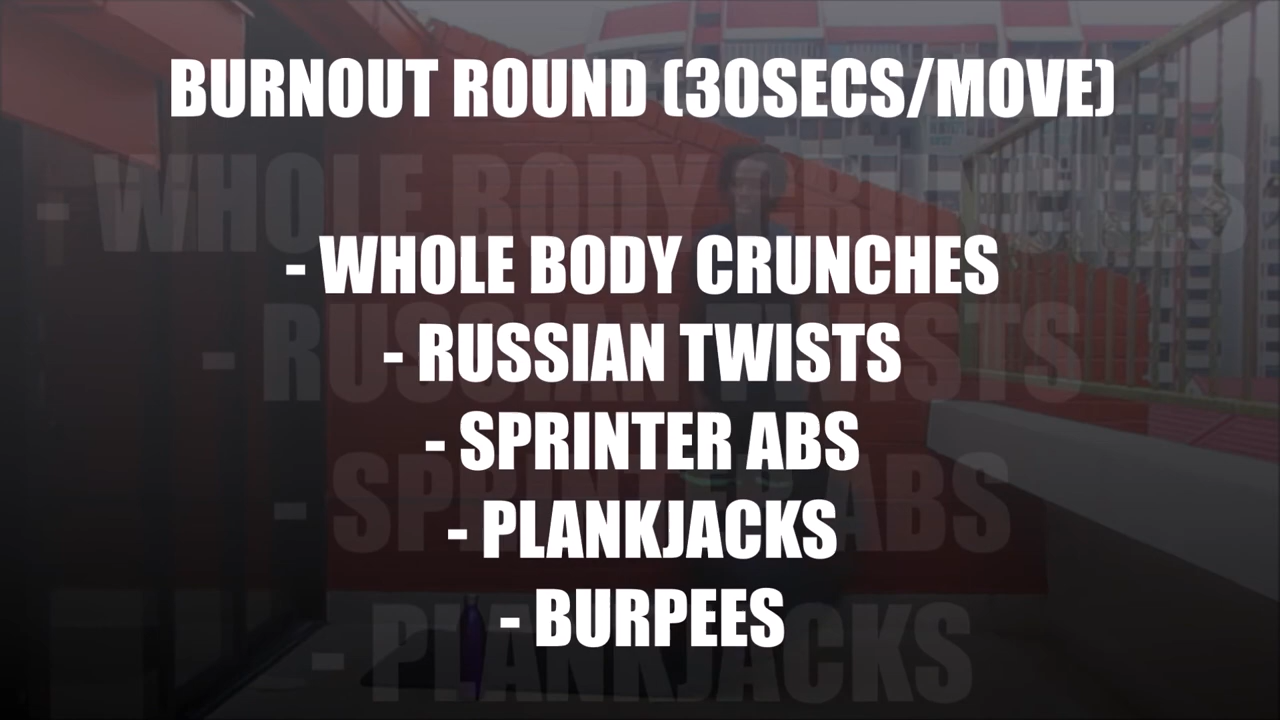 BURNOUT ROUND (30SECS/MOVE)
- WHOLE BODY CRUNCHES
- RUSSIAN TWISTS
- SPRINTER ABS
- PLANKJACKS
- BURPEES